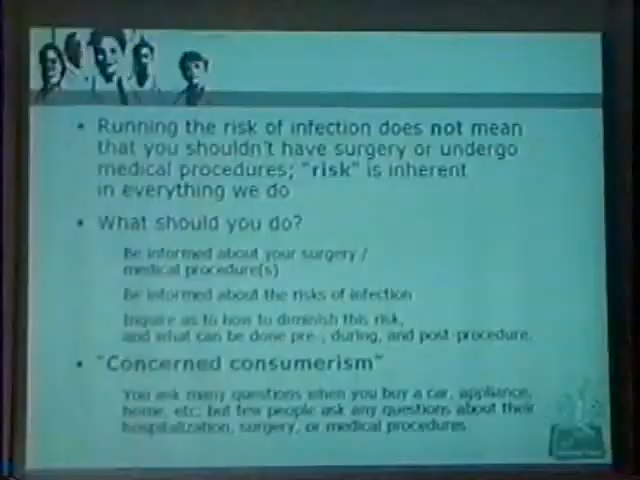 • Running the risk of infection does not mean
that you shouldn't have surgery or undergo
medical procedures; "risk" is inherent
in everything we do
• What should you do?
Be informed about your surgery /
medical procedure(s)
Be informed about the risks of infection
Inquire as to how to diminish this risk,
and what can be done pre-, during, and post-procedure.
• "Concerned consumerism"
You ask many questions when you buy a car, appliance,
home, etc; but few people ask any questions about their
hospitalization, surgery, or medical procedures